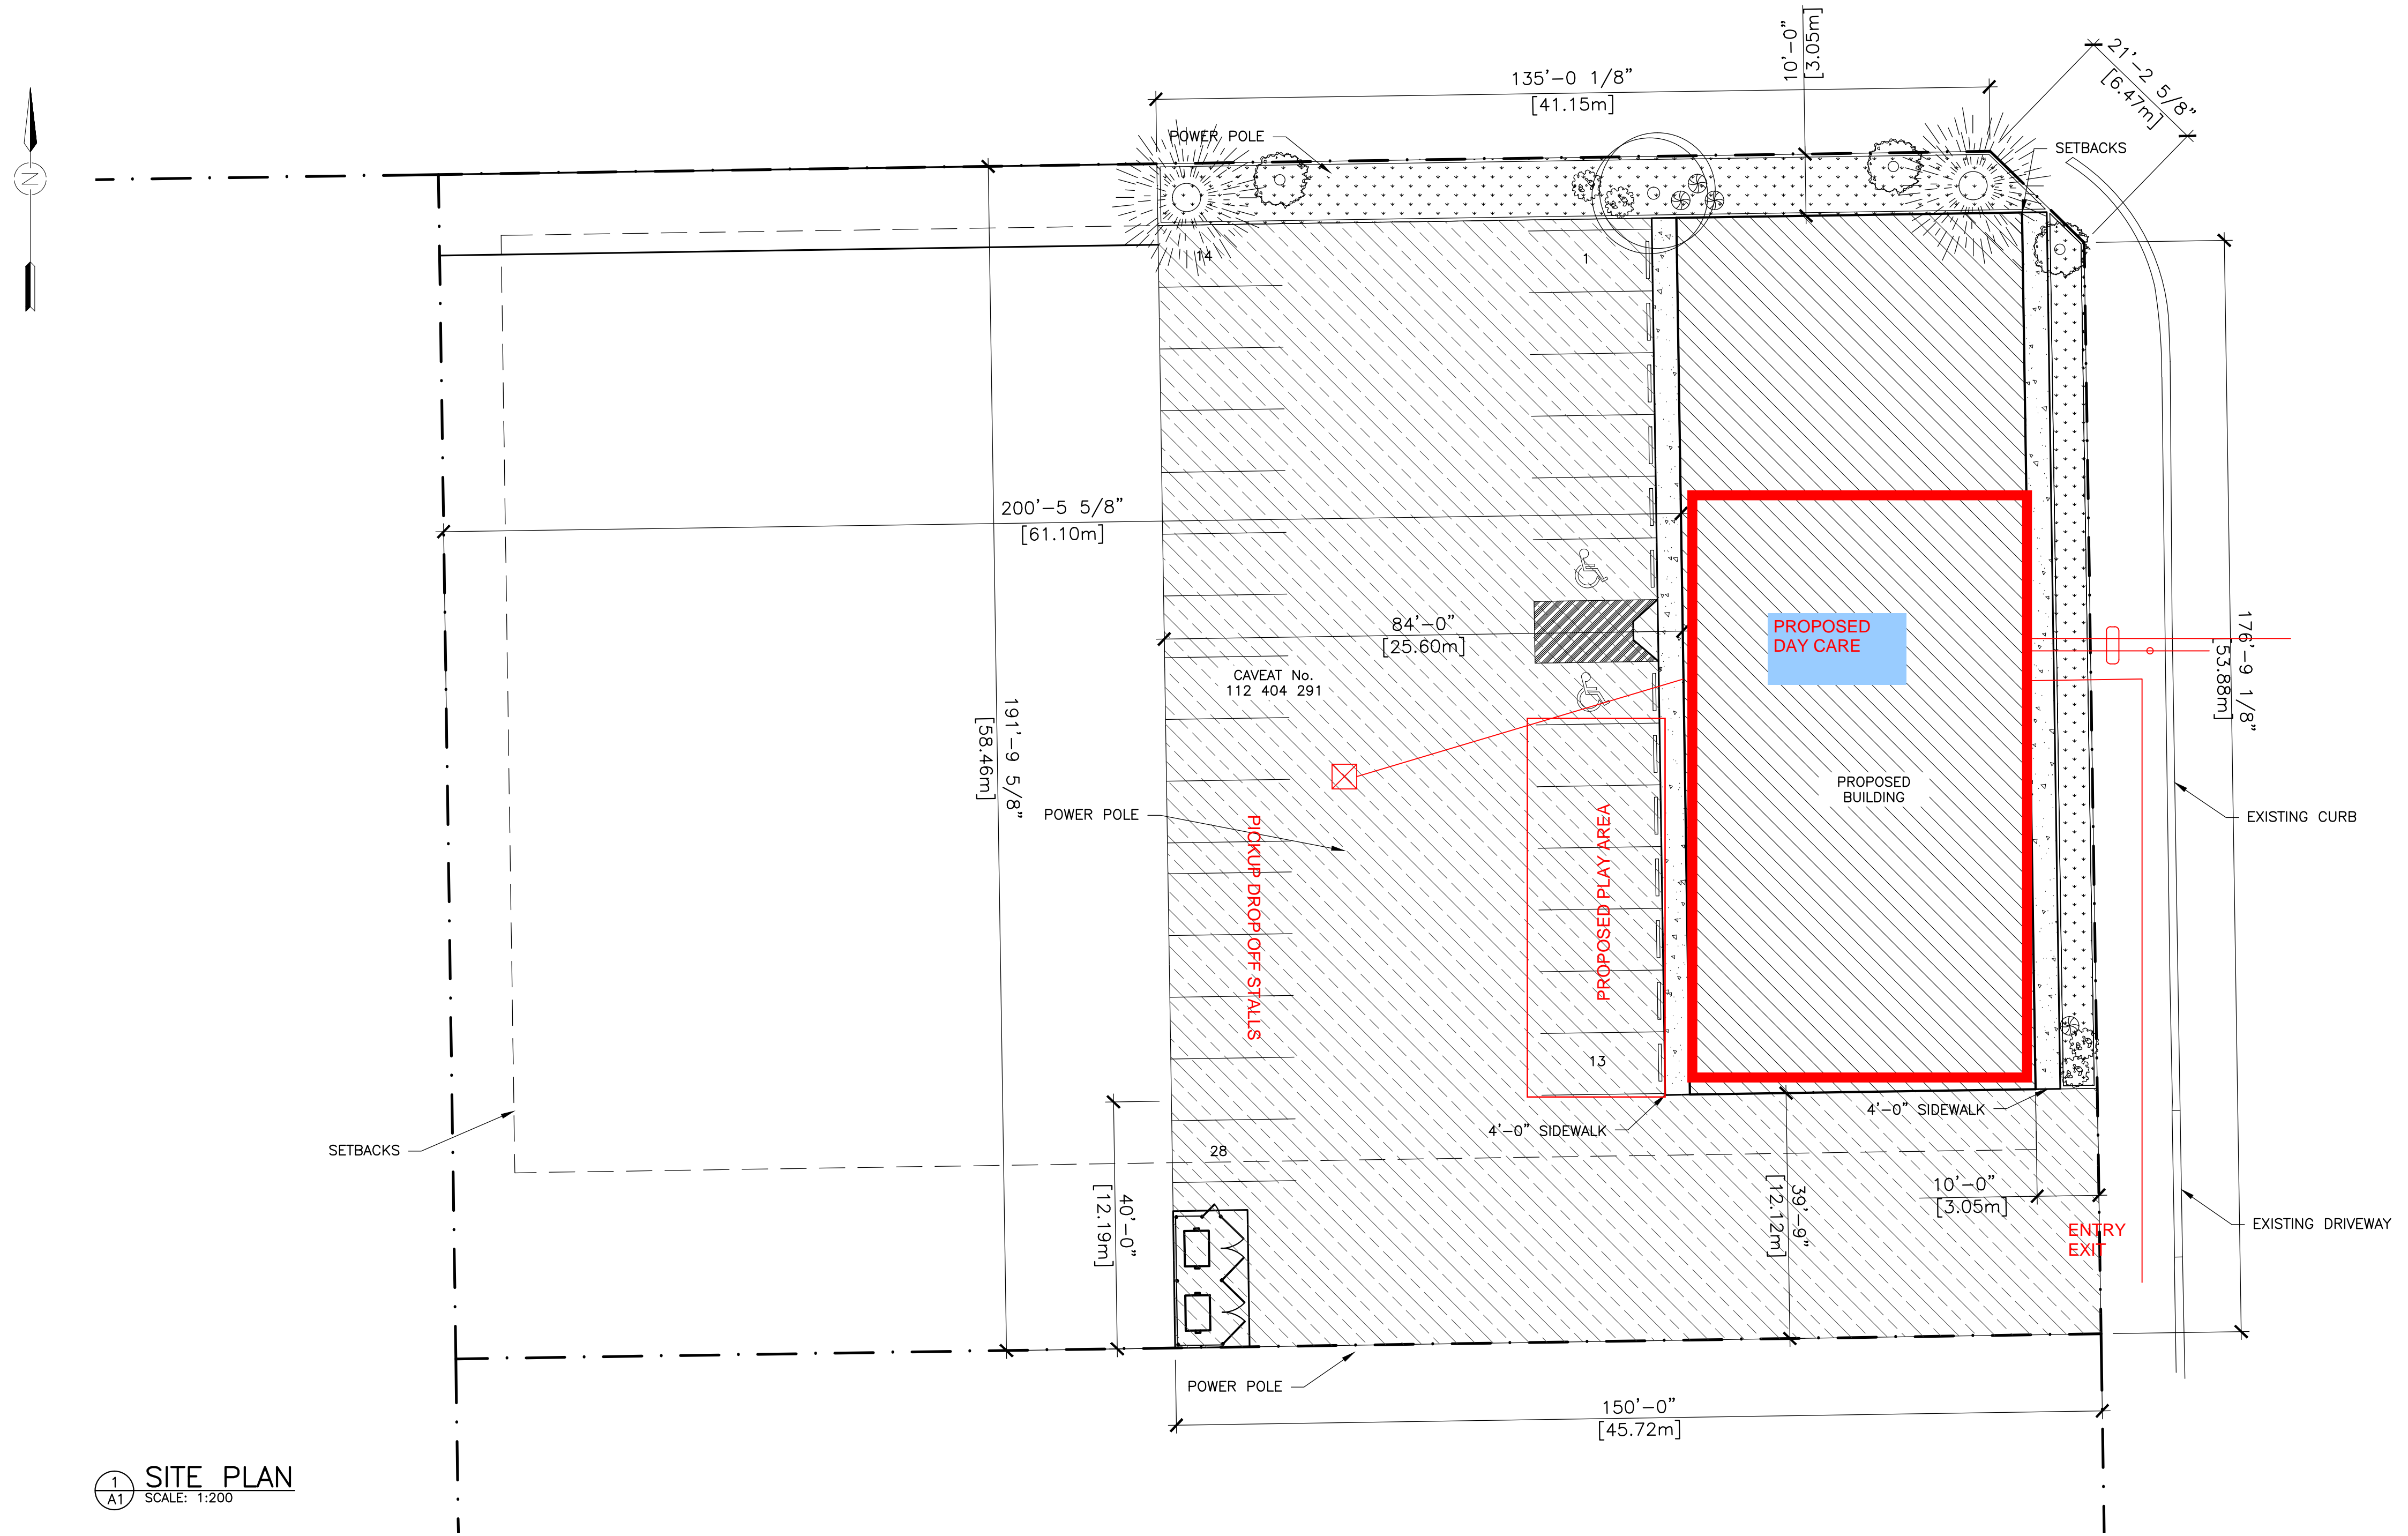 135'-0 1/8"
[41.15m]
10'-0"
[3.05m]
21'-2 5/8"
[6.47m]
POWER POLE
SETBACKS
N
14
1
200'-5 5/8"
[61.10m]
84'-0"
[25.60m]
PROPOSED
DAY CARE
176'-9 1/8"
[53.88m]
CAVEAT No.
112 404 291
191'-9 5/8"
[58.46m]
PROPOSED
BUILDING
POWER POLE
PICKUP DROP OFF STALLS
PROPOSED PLAY AREA
EXISTING CURB
13
4'-0" SIDEWALK
4'-0" SIDEWALK
SETBACKS
28
40'-0"
[12.19m]
39'-9"
[12.12m]
10'-0"
[3.05m]
ENTRY
EXIT
EXISTING DRIVEWAY
POWER POLE
150'-0"
[45.72m]
1
A1
SITE PLAN
SCALE: 1:200